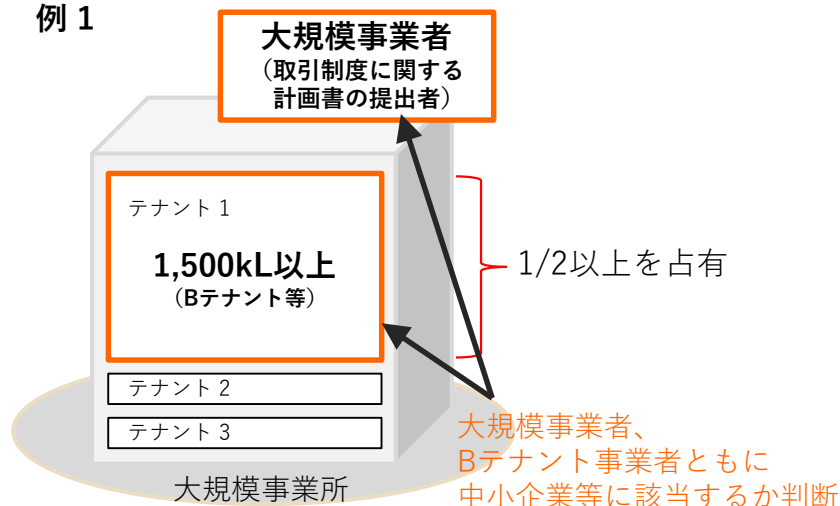 例 1
大規模事業者
（取引制度に関する
計画書の提出者）
テナント 1
1,500kL以上
（Bテナント等）
1/2以上を占有
テナント 2
テナント 3
大規模事業所
大規模事業者、
Bテナント事業者ともに
中小企業等に該当するか判断